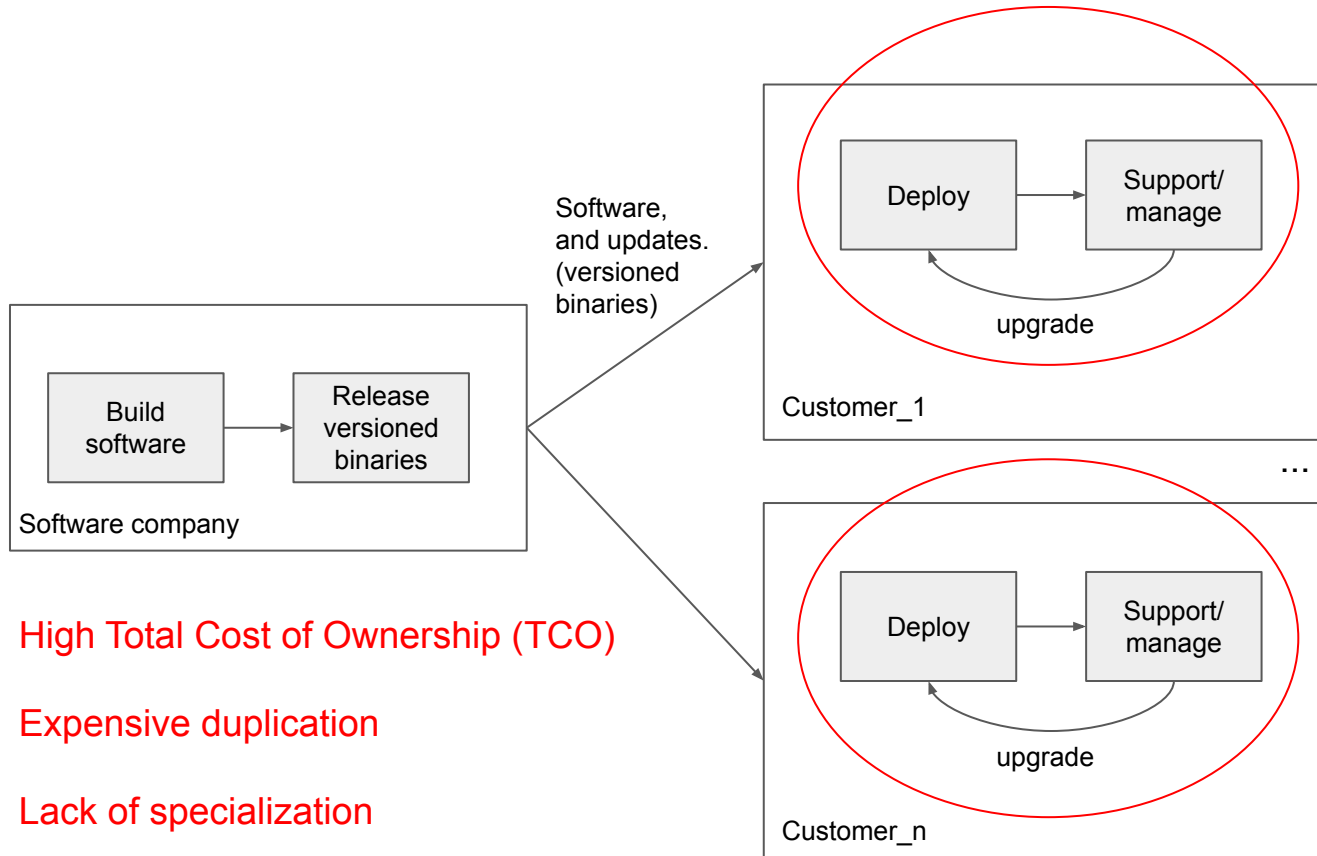 Build
software
Release
versioned
binaries
Software company
Software,
and updates.
(versioned
binaries)
Deploy
Support/
manage
upgrade
Customer_1
...
Deploy
Support/
manage
upgrade
Customer_n
High Total Cost of Ownership (TCO)
Expensive duplication
Lack of specialization